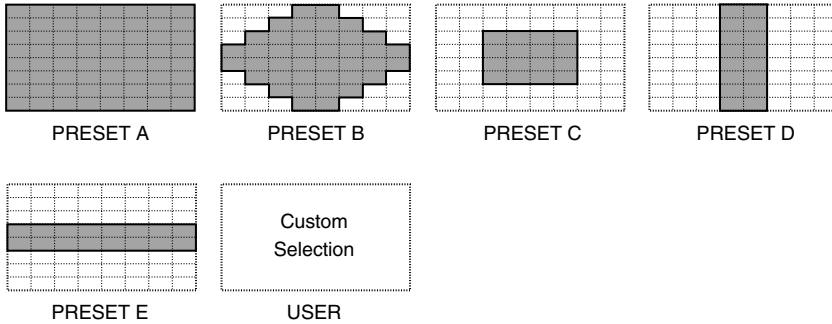 PRESET A
PRESET B
PRESET C
PRESET D
Custom
Selection
PRESET E
USER